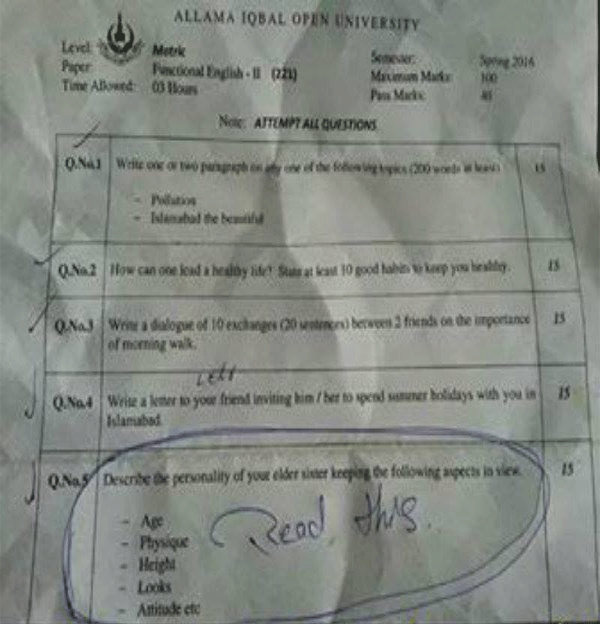 ALLAMA IQBAL OPEN UNIVERSITY
Level: Metric Semester: Spring 2016
Paper: Functional English - II (221) Maximum Marks: 100
Time Allowed: 03 Hours Pass Marks: 40
Note: ATTEMPT ALL QUESTIONS.
Q.No.1 Write one or two paragraph on any one of the following topics (200 words at least) 15
- Pollution
- Islamabad the beautiful
Q.No.2 How can one lead a healthy life? State at least 10 good habits to keep you healthy. 15
Q.No.3 Write a dialogue of 10 exchanges (20 sentences) between 2 friends on the importance 15
of morning walk.
Q.No.4 Write a letter to your friend inviting him / her to spend summer holidays with you in 15
Islamabad.
Q.No.5 Describe the personality of your elder sister keeping the following aspects in view. 15
- Age
- Physique
Read this.
- Height
- Looks
- Attitude etc